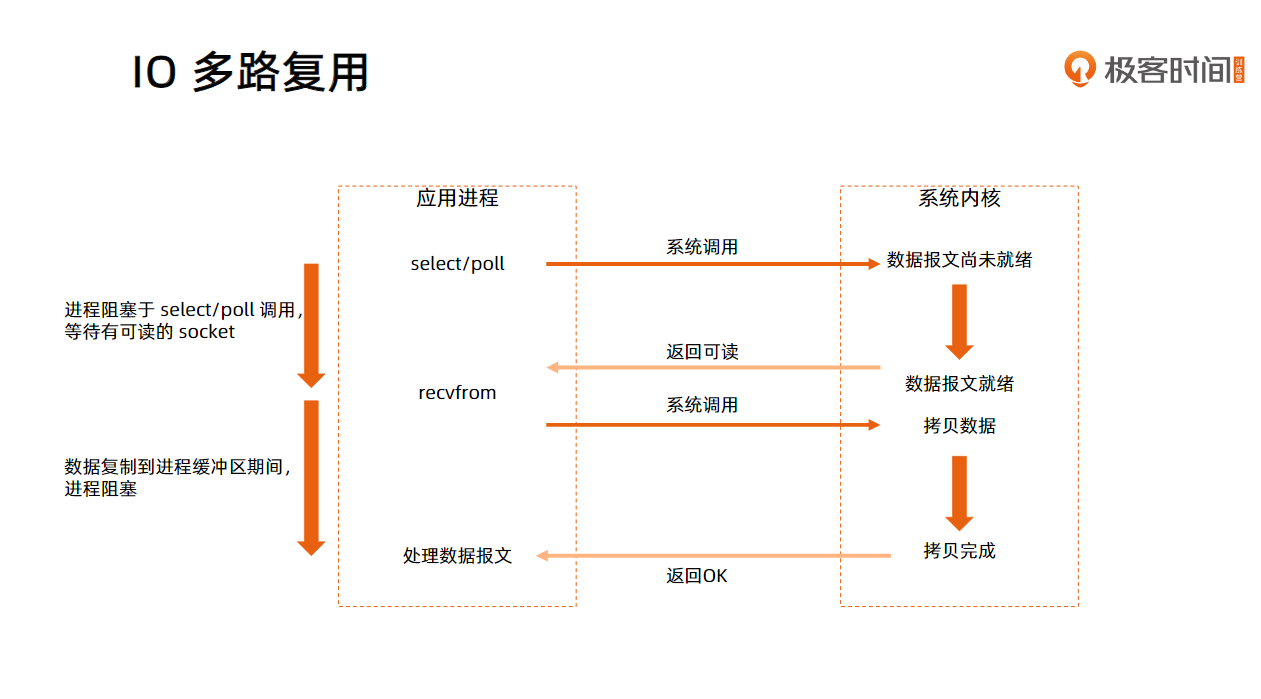 IO 多路复用
极客时间
训练营
应用进程
系统内核
select/poll
系统调用
数据报文尚未就绪
进程阻塞于 select/poll 调用，
等待有可读的 socket
返回可读
数据报文就绪
recvfrom
系统调用
拷贝数据
数据复制到进程缓冲区期间，
进程阻塞
处理数据报文
拷贝完成
返回OK